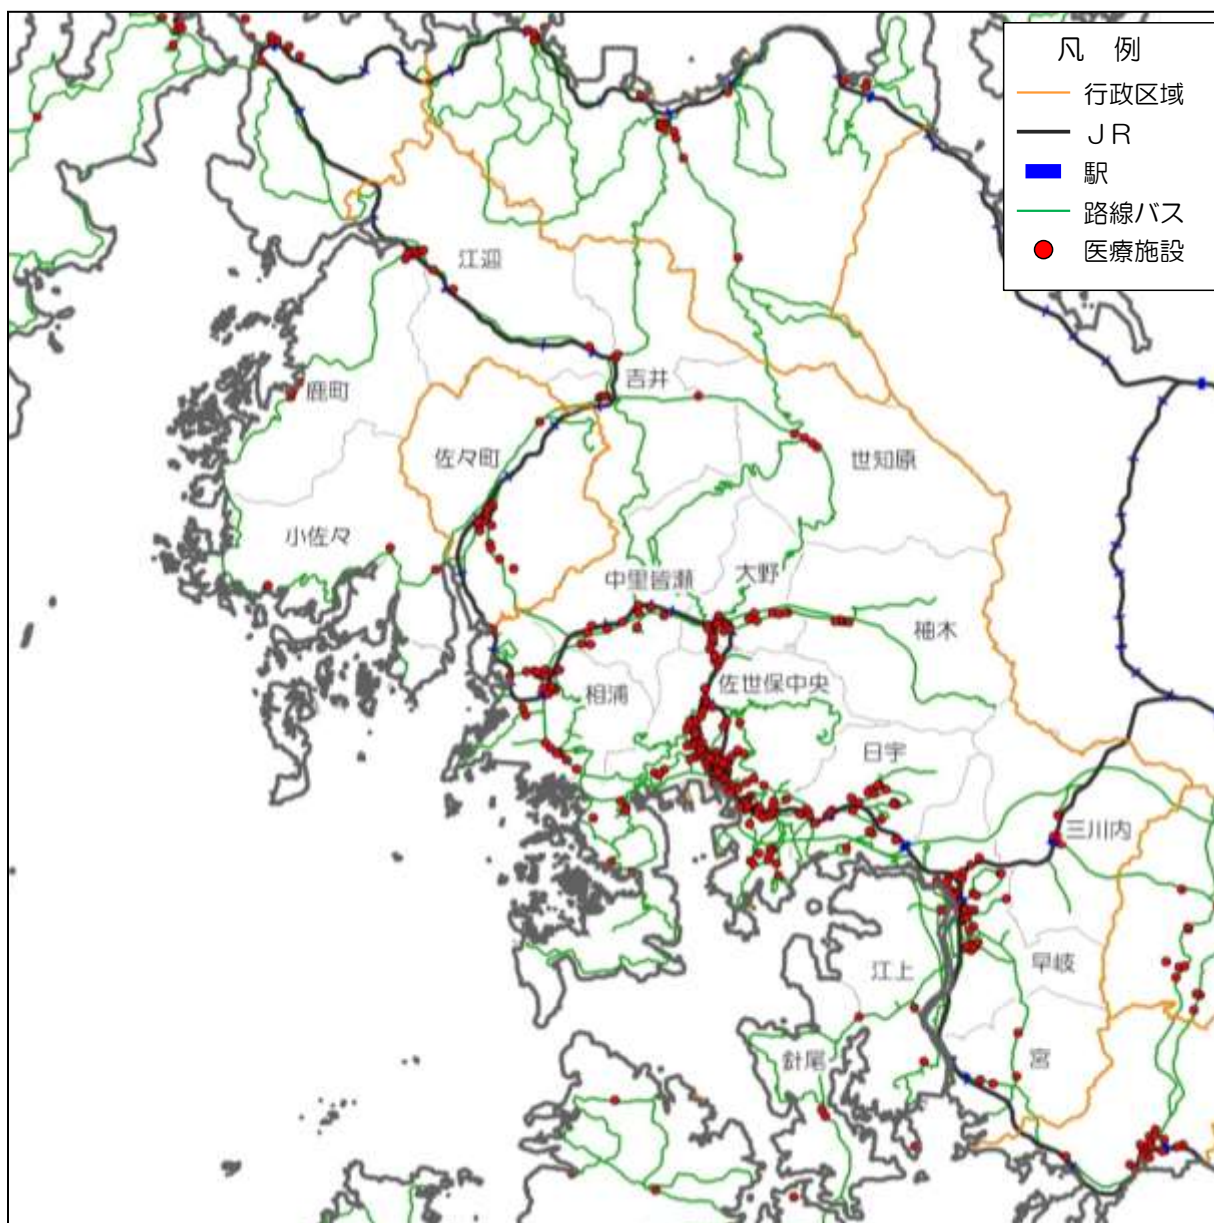 凡 例
行政区域
ＪＲ
駅
路線バス
医療施設
江迎
吉井
鹿町
佐々町
世知原
小佐々
中里皆瀬
大野
柚木
相浦
佐世保中央
日宇
三川内
江上
早岐
針尾
宮